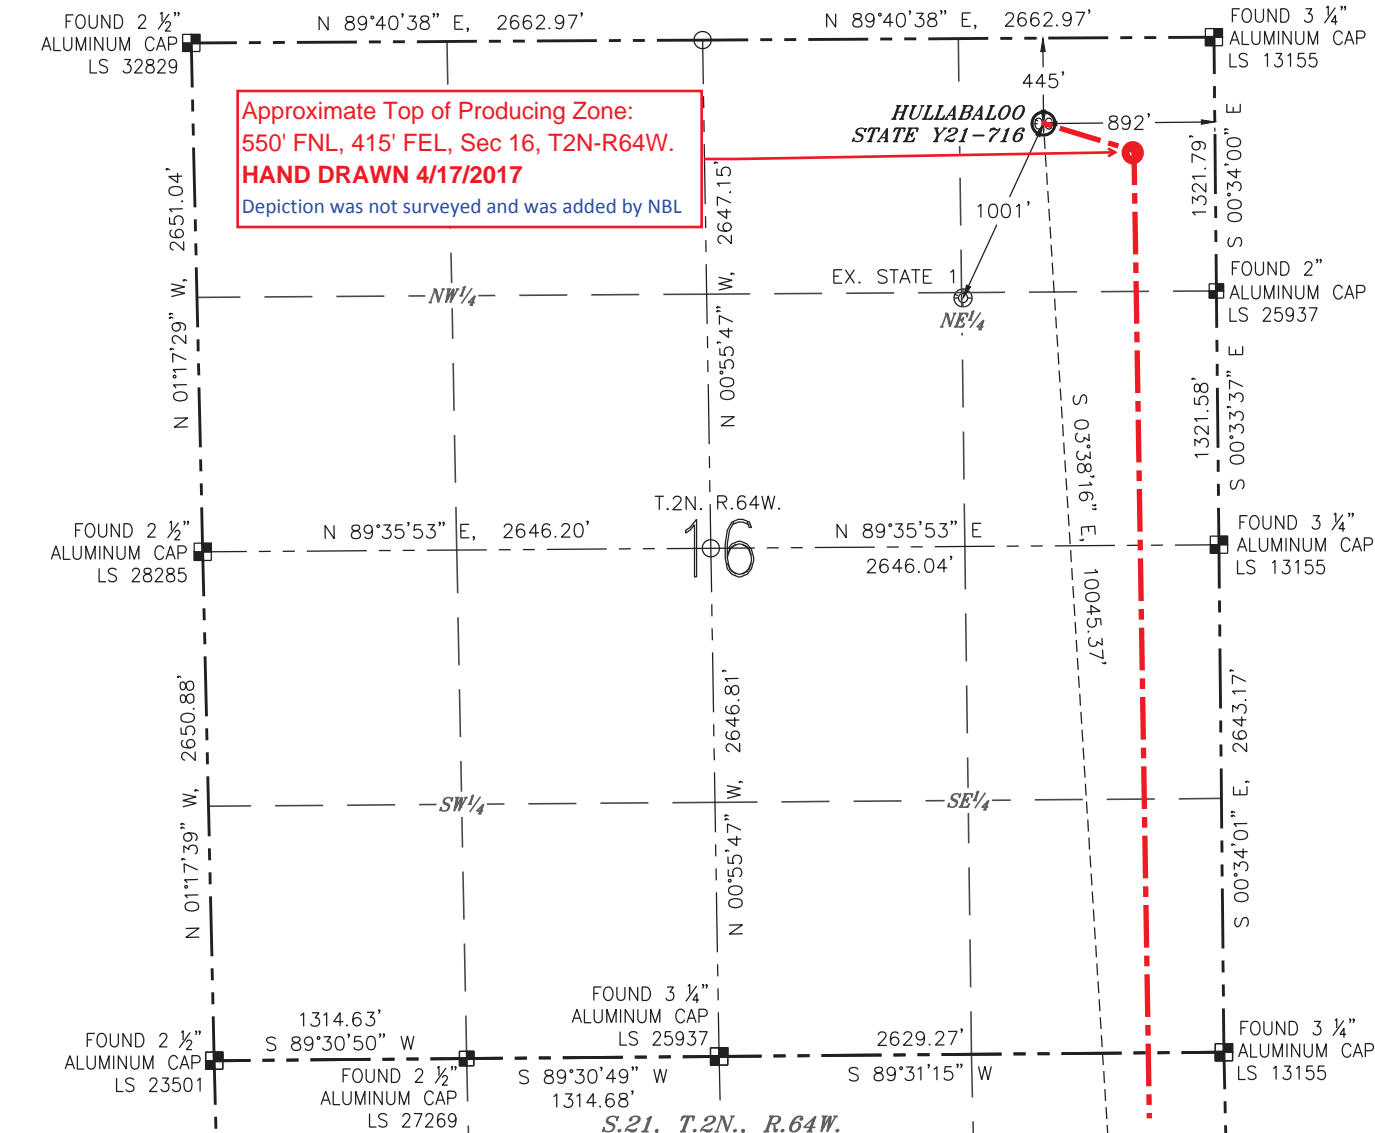 FOUND 2 ½"
ALUMINUM CAP
LS 32829
N 89°40'38" E, 2662.97'
N 89°40'38" E, 2662.97'
FOUND 3 ¼"
ALUMINUM CAP
LS 13155
Approximate Top of Producing Zone:
550' FNL, 415' FEL, Sec 16, T2N-R64W.
HAND DRAWN 4/17/2017
Depiction was not surveyed and was added by NBL
445'
HULLABALOO
STATE Y21-716
892'
1001'
N 01°17'29" W, 2651.04'
N 00°55'47" W, 2647.15'
1321.79'
S 00°34'00" E
EX. STATE 1
NW¼
NE¼
FOUND 2"
ALUMINUM CAP
LS 25937
1321.58'
S 00°33'37" E
S 03°38'16" E, 10045.37'
T.2N. R.64W.
16
FOUND 2 ½"
ALUMINUM CAP
LS 28285
N 89°35'53" E, 2646.20'
N 89°35'53" E
2646.04'
FOUND 3 ¼"
ALUMINUM CAP
LS 13155
N 01°17'39" W, 2650.88'
N 00°55'47" W, 2646.81'
S 00°34'01" E, 2643.17'
SW¼
SE¼
FOUND 2 ½"
ALUMINUM CAP
LS 23501
1314.63'
S 89°30'50" W
FOUND 2 ½"
ALUMINUM CAP
LS 27269
FOUND 3 ¼"
ALUMINUM CAP
LS 25937
S 89°30'49" W
1314.68'
2629.27'
S 89°31'15" W
FOUND 3 ¼"
ALUMINUM CAP
LS 13155
S.21, T.2N., R.64W.